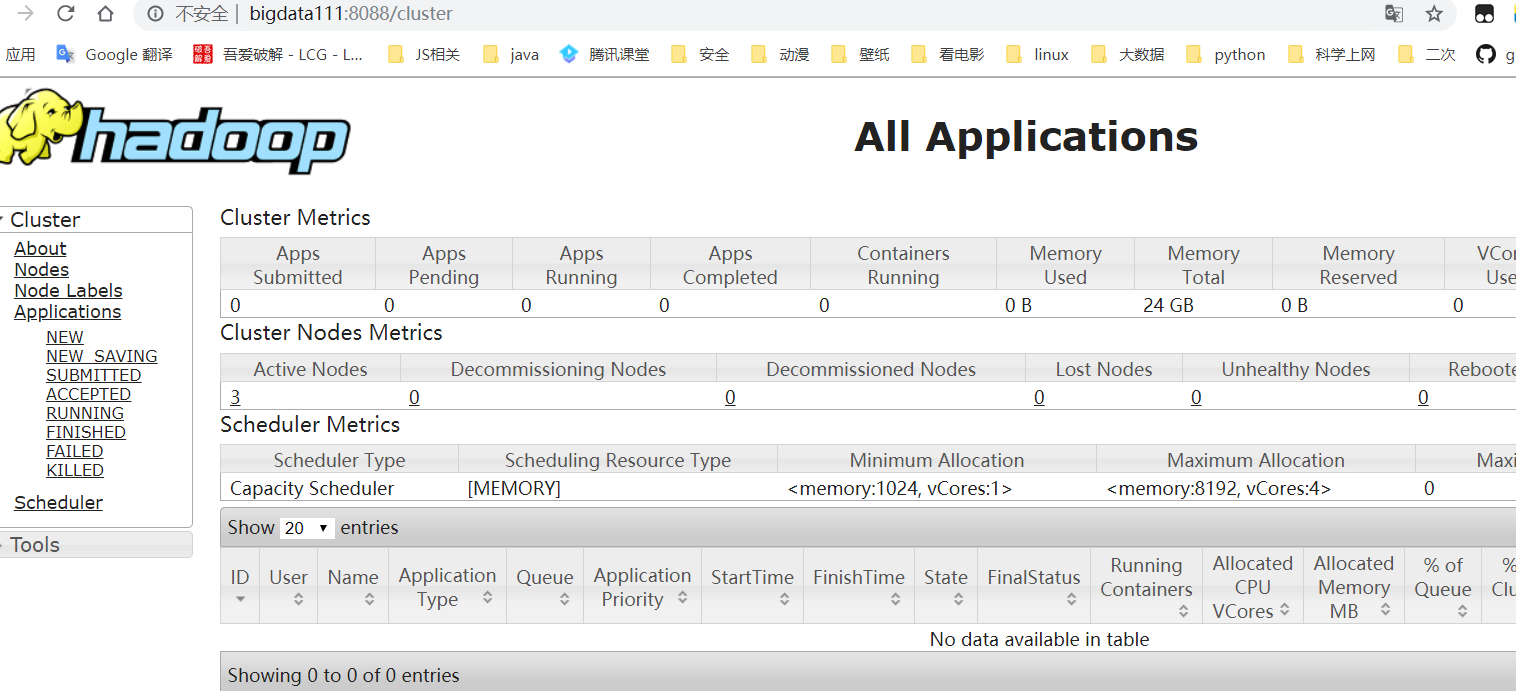 不安全 | bigdata111:8088/cluster
应用 Google 翻译 吾爱破解 - LCG - L... JS相关 java 腾讯课堂 安全 动漫 壁纸 看电影 linux 大数据 python 科学上网 二次 g
hadoop
All Applications
Cluster
About
Nodes
Node Labels
Applications
NEW
NEW_SAVING
SUBMITTED
ACCEPTED
RUNNING
FINISHED
FAILED
KILLED
Scheduler
Tools
Cluster Metrics
Apps Submitted Apps Pending Apps Running Apps Completed Containers Running Memory Used Memory Total Memory Reserved VCor Use
0 0 0 0 0 0 B 24 GB 0 B 0
Cluster Nodes Metrics
Active Nodes Decommissioning Nodes Decommissioned Nodes Lost Nodes Unhealthy Nodes Reboote
3 0 0 0 0 0
Scheduler Metrics
Scheduler Type Scheduling Resource Type Minimum Allocation Maximum Allocation Maxi
Capacity Scheduler [MEMORY] <memory:1024, vCores:1> <memory:8192, vCores:4> 0
Show 20 entries
ID User Name Application Type Queue Application Priority StartTime FinishTime State FinalStatus Running Containers Allocated CPU VCores Allocated Memory MB % of Queue % Clu
No data available in table
Showing 0 to 0 of 0 entries